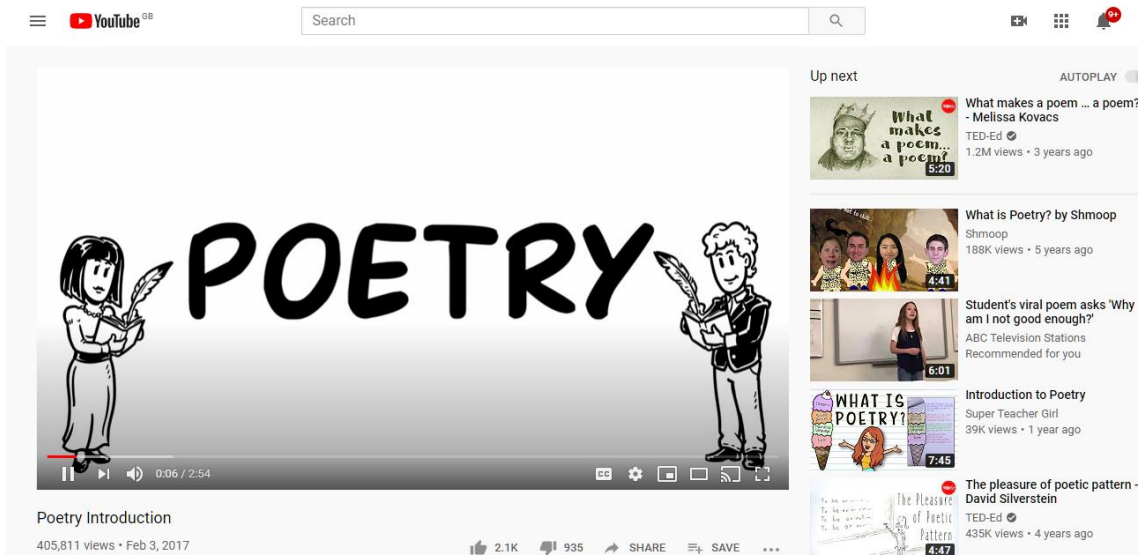 YouTube GB
Search
9+
POETRY
0:06 / 2:54
CC
Poetry Introduction
405,811 views • Feb 3, 2017
2.1K
935
SHARE
SAVE
Up next
AUTOPLAY
What makes a poem … a poem?
- Melissa Kovacs
TED-Ed
1.2M views • 3 years ago
What
makes
a poem...
a poem?
5:20
What is Poetry? by Shmoop
Shmoop
188K views • 5 years ago
4:41
Student's viral poem asks 'Why
am I not good enough?'
ABC Television Stations
Recommended for you
6:01
Introduction to Poetry
Super Teacher Girl
39K views • 1 year ago
WHAT IS
POETRY?
7:45
The pleasure of poetic pattern -
David Silverstein
TED-Ed
435K views • 4 years ago
The Pleasure
of Poetic
Pattern
4:47